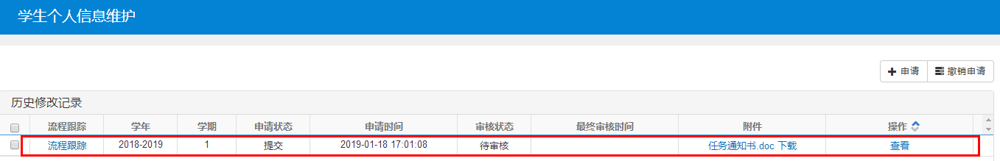 学生个人信息维护
申请 撤销申请
历史修改记录
流程跟踪 学年 学期 申请状态 申请时间 审核状态 最终审核时间 附件 操作
流程跟踪 2018-2019 1 提交 2019-01-18 17:01:08 待审核 任务通知书.doc 下载 查看